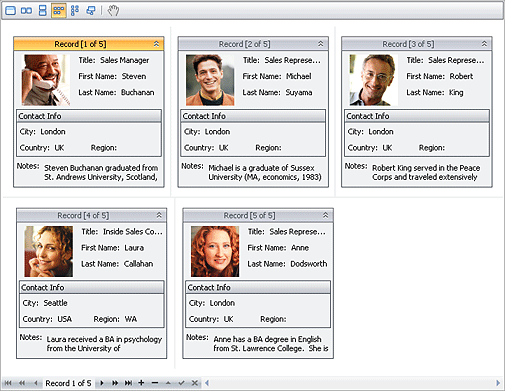 Record [1 of 5]
Title: Sales Manager
First Name: Steven
Last Name: Buchanan
Contact Info
City: London
Country: UK Region:
Notes: Steven Buchanan graduated from
St. Andrews University, Scotland,
Record [2 of 5]
Title: Sales Represe...
First Name: Michael
Last Name: Suyama
Contact Info
City: London
Country: UK Region:
Notes: Michael is a graduate of Sussex
University (MA, economics, 1983)
Record [3 of 5]
Title: Sales Represe...
First Name: Robert
Last Name: King
Contact Info
City: London
Country: UK Region:
Notes: Robert King served in the Peace
Corps and traveled extensively
Record [4 of 5]
Title: Inside Sales Co...
First Name: Laura
Last Name: Callahan
Contact Info
City: Seattle
Country: USA Region: WA
Notes: Laura received a BA in psychology
from the University of
Record [5 of 5]
Title: Sales Represe...
First Name: Anne
Last Name: Dodsworth
Contact Info
City: London
Country: UK Region:
Notes: Anne has a BA degree in English
from St. Lawrence College. She is
Record 1 of 5